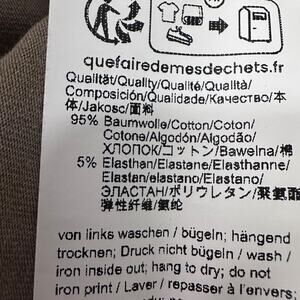 quefairedemesdechets.fr
Qualität/Quality/Qualité/Qualità/
Composición/Qualidade/Качество/本
体/Jakość/面料
95% Baumwolle/Cotton/Coton/
Cotone/Algodón/Algodão/
ХЛОПОК/コットン/Bawełna/棉
5% Elasthan/Elastane/Élasthanne/
Elastan/elastano/Elastano/
ЭЛАСТАН/ポリウレタン/聚氨酯
弹性纤维/氨纶
von links waschen / bügeln; hängend
trocknen; Druck nicht bügeln / wash /
iron inside out; hang to dry; do not
iron print / Laver / repasser à l'envers;